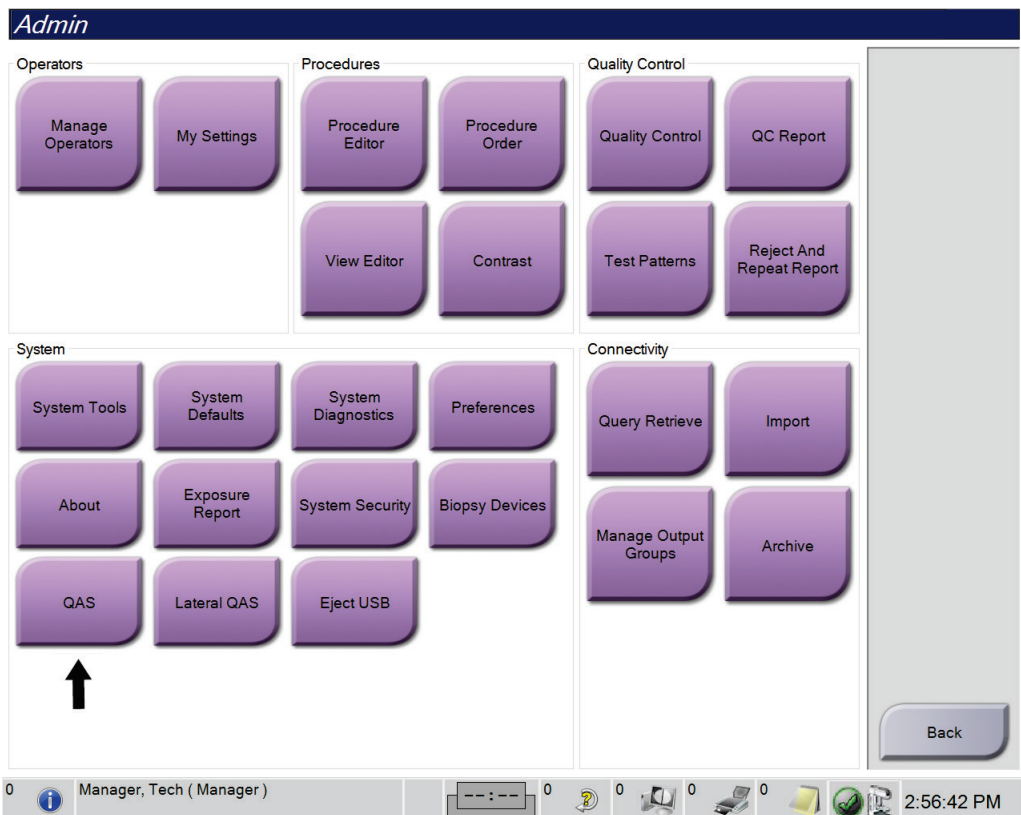 Admin
Operators
Manage
Operators
My Settings
Procedures
Procedure
Editor
Procedure
Order
View Editor
Contrast
Quality Control
Quality Control
QC Report
Test Patterns
Reject And
Repeat Report
System
System Tools
System
Defaults
System
Diagnostics
Preferences
About
Exposure
Report
System Security
Biopsy Devices
QAS
Lateral QAS
Eject USB
Connectivity
Query Retrieve
Import
Manage Output
Groups
Archive
Back
0
Manager, Tech ( Manager )
--:--
0
0
0
0
2:56:42 PM